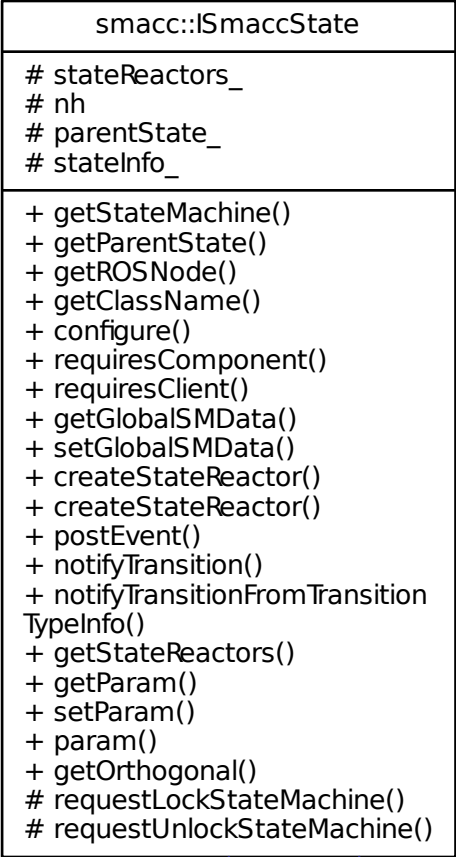 smacc::ISmaccState
# stateReactors_
# nh
# parentState_
# stateInfo_
+ getStateMachine()
+ getParentState()
+ getROSNode()
+ getClassName()
+ configure()
+ requiresComponent()
+ requiresClient()
+ getGlobalSMData()
+ setGlobalSMData()
+ createStateReactor()
+ createStateReactor()
+ postEvent()
+ notifyTransition()
+ notifyTransitionFromTransition
TypeInfo()
+ getStateReactors()
+ getParam()
+ setParam()
+ param()
+ getOrthogonal()
# requestLockStateMachine()
# requestUnlockStateMachine()